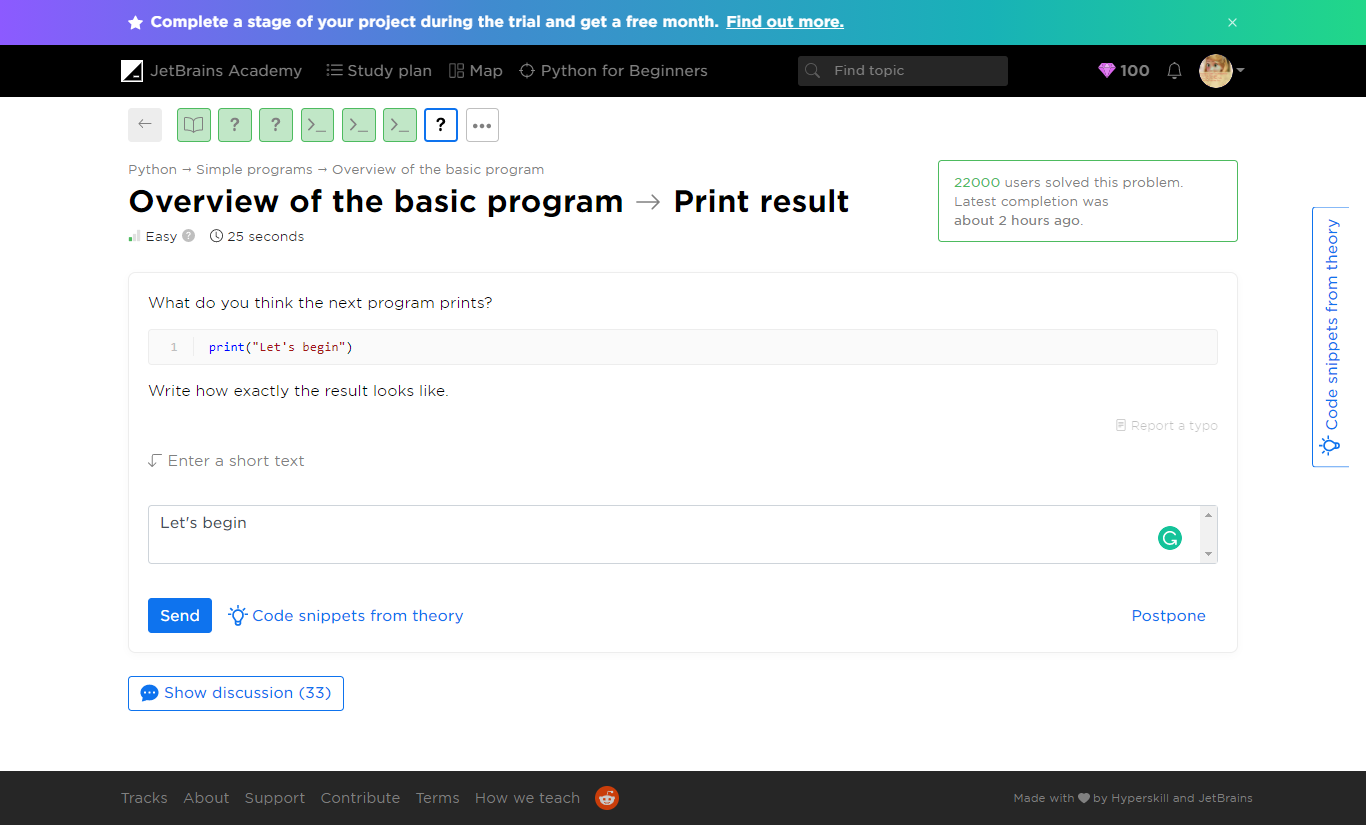 Complete a stage of your project during the trial and get a free month. Find out more. ×
JetBrains Academy Study plan Map Python for Beginners Find topic 100
? ? >_ >_ >_ ? •••
Python → Simple programs → Overview of the basic program
Overview of the basic program → Print result
Easy ? 25 seconds
22000 users solved this problem.
Latest completion was
about 2 hours ago.
Code snippets from theory
What do you think the next program prints?
1 print("Let's begin")
Write how exactly the result looks like.
Report a typo
Enter a short text
Let's begin
Send Code snippets from theory Postpone
Show discussion (33)
Tracks About Support Contribute Terms How we teach Made with ♥ by Hyperskill and JetBrains